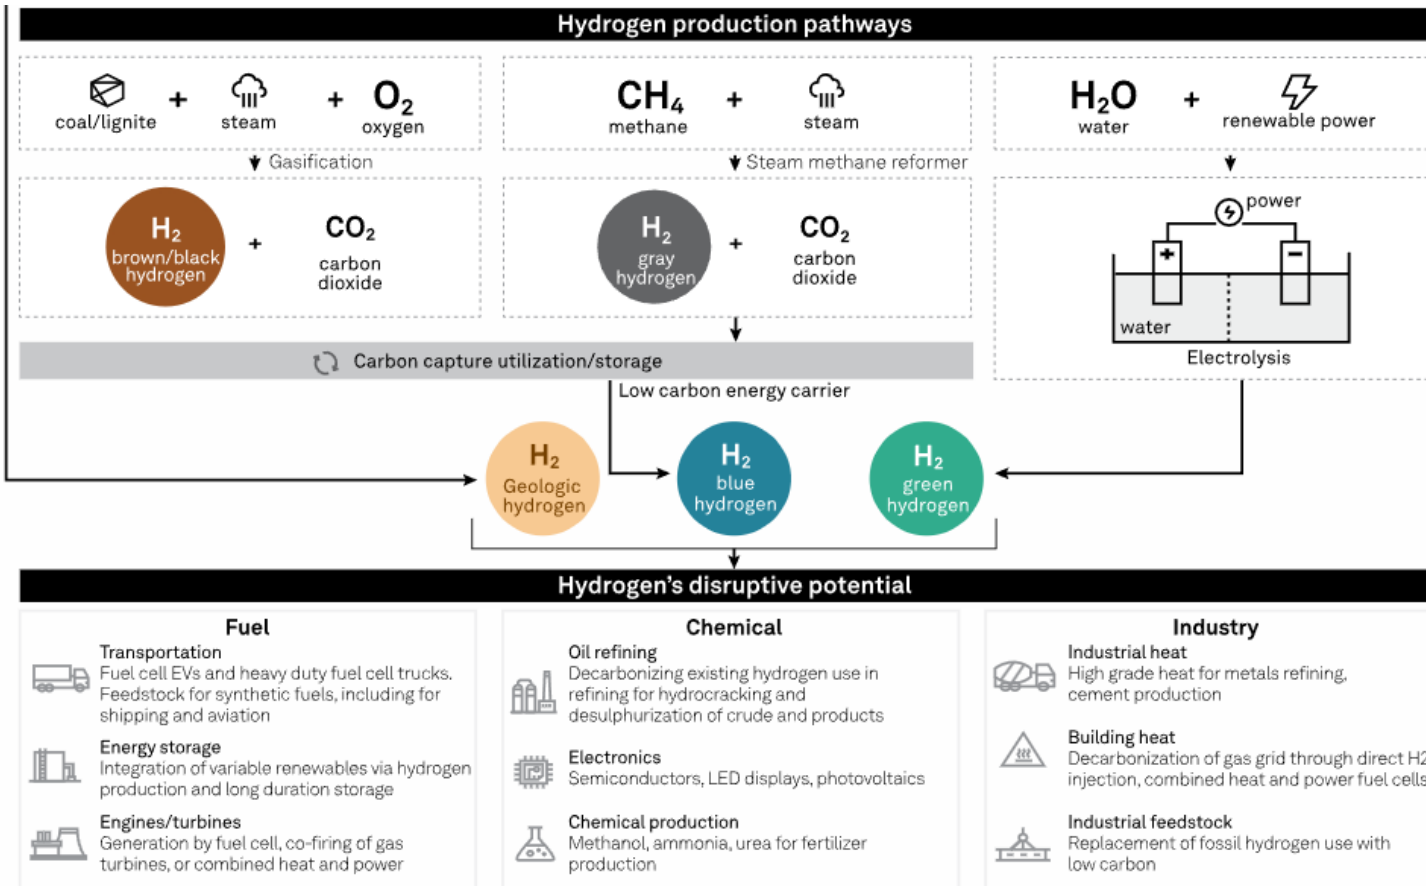 Hydrogen production pathways
coal/lignite + steam + O₂ oxygen
CH₄ methane + steam
H₂O water + renewable power
Gasification
Steam methane reformer
H₂
brown/black
hydrogen
+
CO₂
carbon
dioxide
H₂
gray
hydrogen
+
CO₂
carbon
dioxide
power
+
−
water
Electrolysis
Carbon capture utilization/storage
Low carbon energy carrier
H₂
Geologic
hydrogen
H₂
blue
hydrogen
H₂
green
hydrogen
Hydrogen's disruptive potential
Fuel
Transportation
Fuel cell EVs and heavy duty fuel cell trucks.
Feedstock for synthetic fuels, including for
shipping and aviation
Energy storage
Integration of variable renewables via hydrogen
production and long duration storage
Engines/turbines
Generation by fuel cell, co-firing of gas
turbines, or combined heat and power
Chemical
Oil refining
Decarbonizing existing hydrogen use in
refining for hydrocracking and
desulphurization of crude and products
Electronics
Semiconductors, LED displays, photovoltaics
Chemical production
Methanol, ammonia, urea for fertilizer
production
Industry
Industrial heat
High grade heat for metals refining,
cement production
Building heat
Decarbonization of gas grid through direct H2
injection, combined heat and power fuel cells
Industrial feedstock
Replacement of fossil hydrogen use with
low carbon